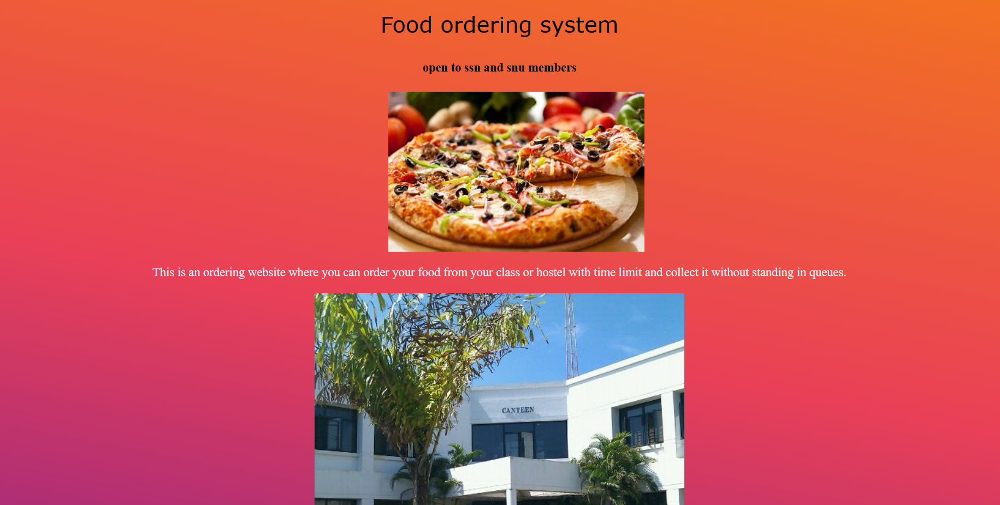 Food ordering system
open to ssn and snu members
This is an ordering website where you can order your food from your class or hostel with time limit and collect it without standing in queues.
CANTEEN